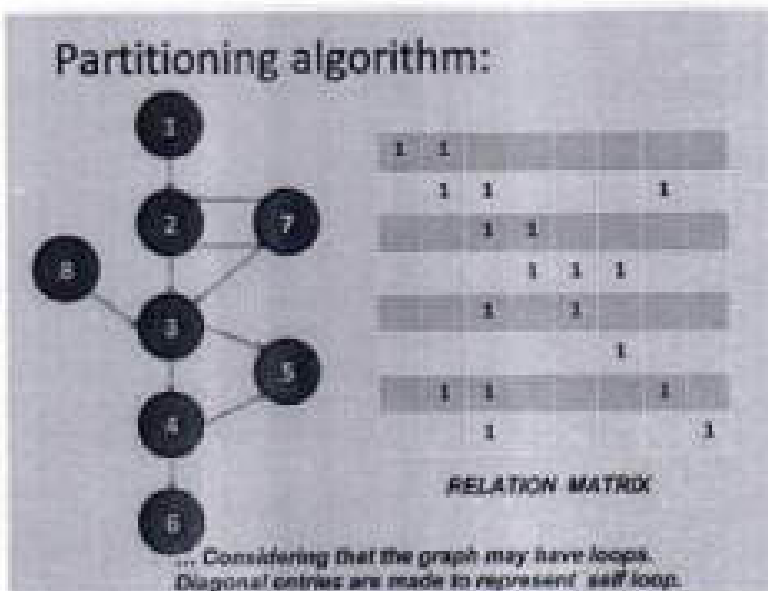 Partitioning algorithm:
1
2
7
8
3
5
4
6
1 1
1 1 1
1 1
1 1 1
1 1
1
1 1 1
1 1
RELATION MATRIX
... Considering that the graph may have loops.
Diagonal entries are made to represent self loop.